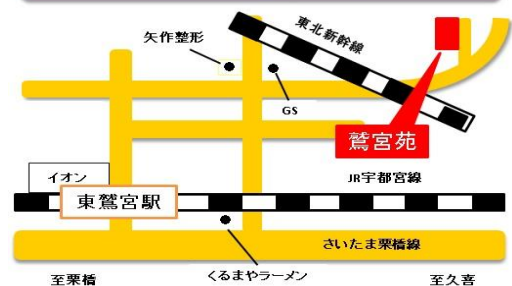 東北新幹線
矢作整形
GS
鷲宮苑
イオン
JR宇都宮線
東鷲宮駅
さいたま栗橋線
至栗橋
くるまやラーメン
至久喜